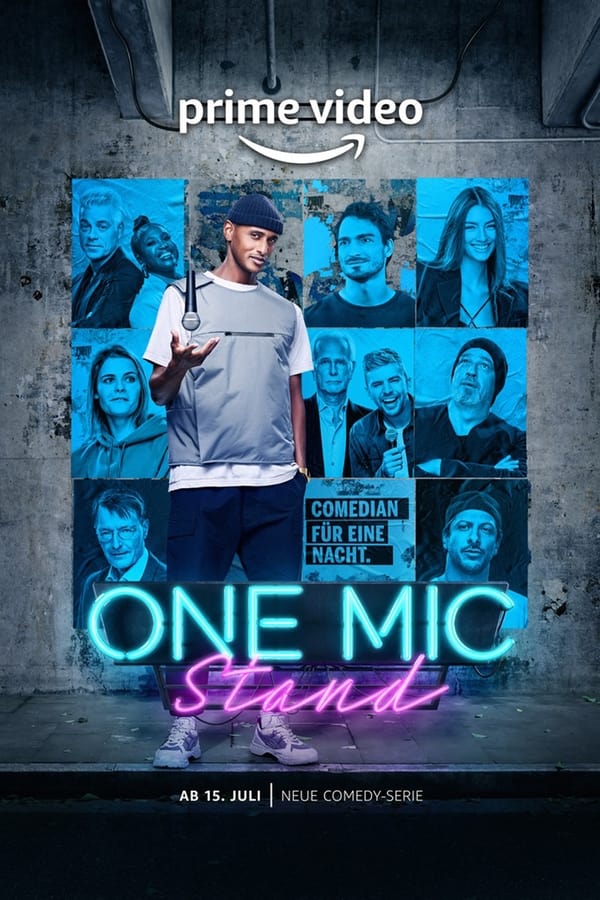 prime video
COMEDIAN
FÜR EINE
NACHT.
ONE MIC
Stand
AB 15. JULI | NEUE COMEDY-SERIE